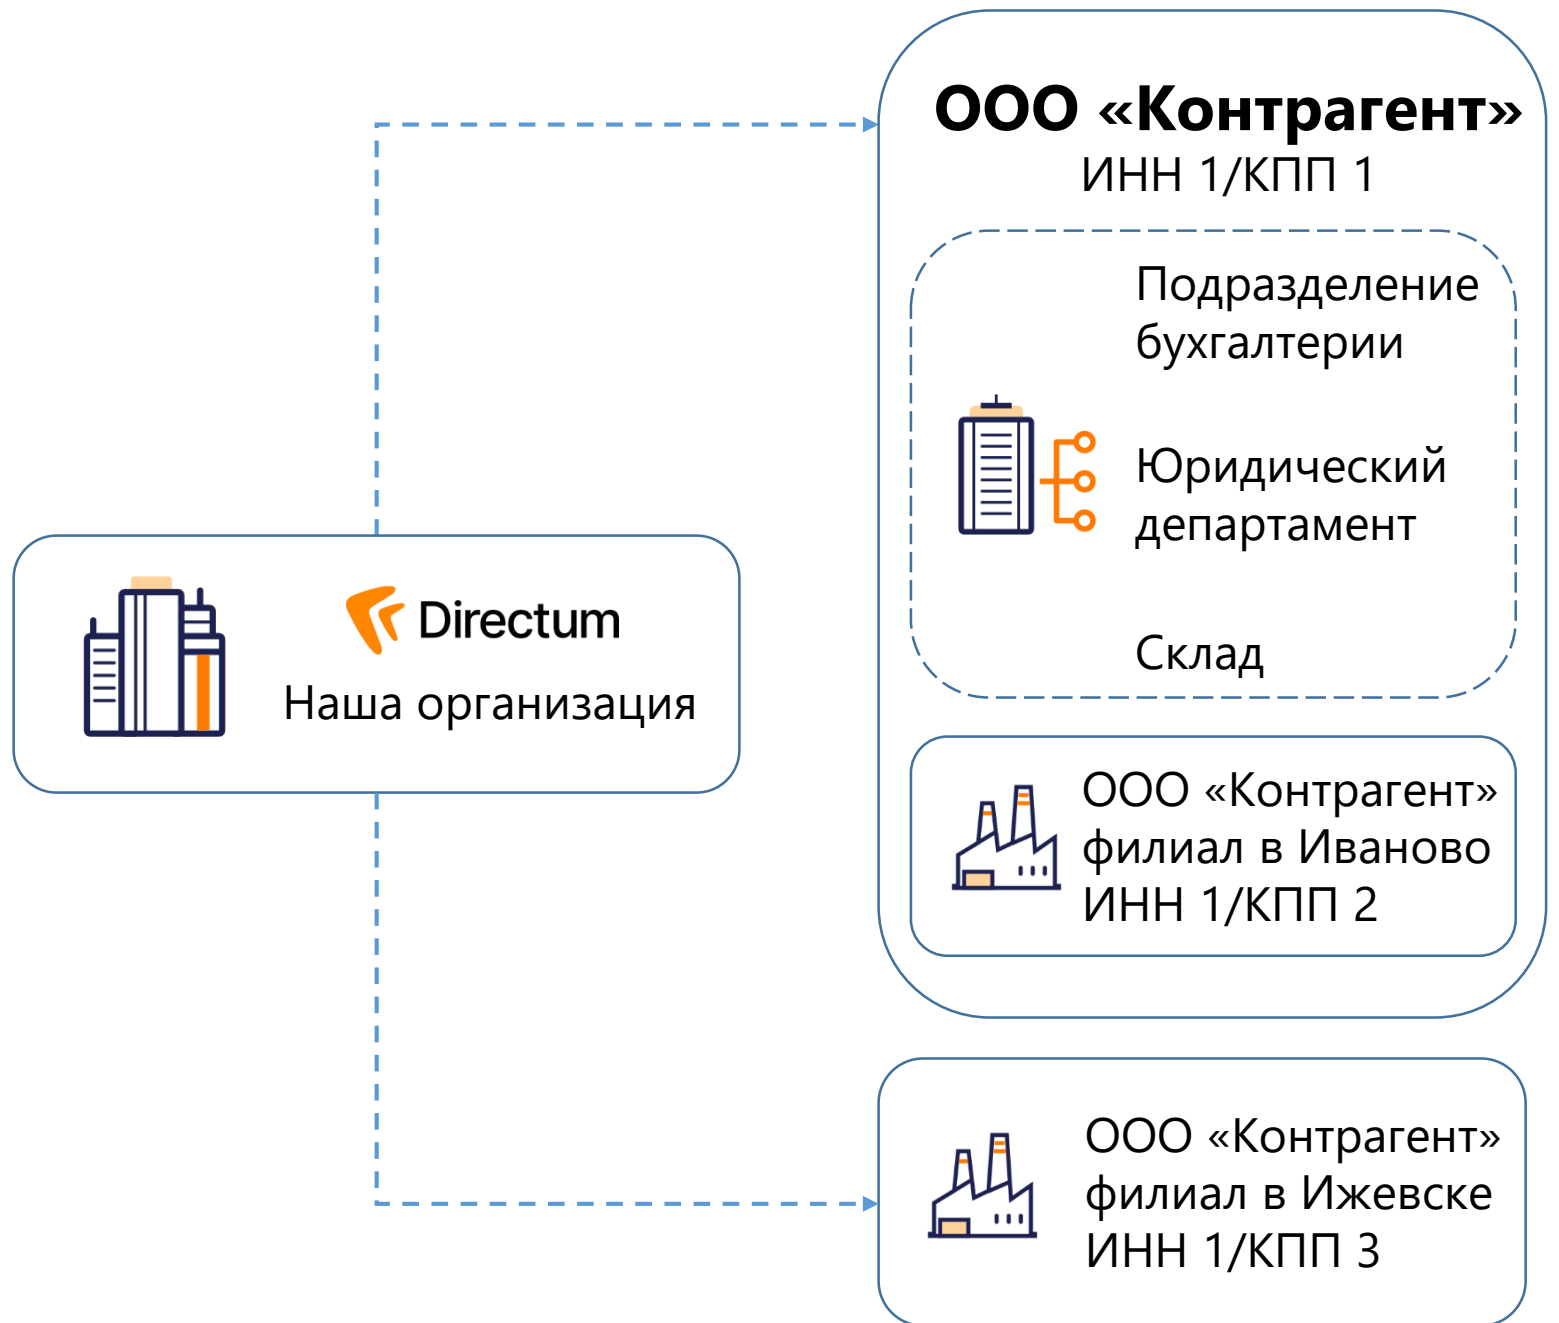 ООО «Контрагент»
ИНН 1/КПП 1
Подразделение
бухгалтерии
Юридический
департамент
Склад
Directum
Наша организация
ООО «Контрагент»
филиал в Иваново
ИНН 1/КПП 2
ООО «Контрагент»
филиал в Ижевске
ИНН 1/КПП 3